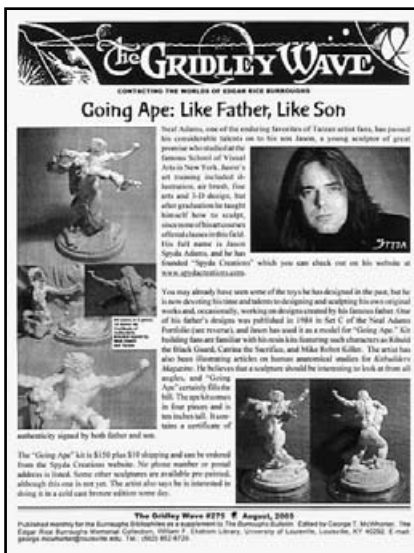 The GRIDLEY WAVE
CONTACTING THE WORLDS OF EDGAR RICE BURROUGHS
Going Ape: Like Father, Like Son
Neal Adams, one of the enduring favorites of Tarzan artist fans, has passed
his considerable talents on to his son Jason, a young sculptor of great
promise who studied at the
famous School of Visual
Arts in New York. Jason's
art training included il-
lustration, air brush, fine
arts and 3-D design, but
after graduation he taught
himself how to sculpt,
since none of his art courses
offered classes in this field.
His full name is Jason
Spyda Adams, and he has
founded "Spyda Creations" which you can check out on his website at
www.spydacreations.com.
SPYDA
You may already have seen some of the toys he has designed in the past, but he
is now devoting his time and talents to designing and sculpting his own original
works and, occasionally, working on designs created by his famous father. One
of his father's designs was published in 1988 in Set C of the Neal Adams
Portfolio (see reverse), and Jason has used it as a model for "Going Ape." Kit
building fans are familiar with his resin kits featuring such characters as
the Black Guard, Catrina the Sacrifice, and Mike Robot Killer. The artist has
also been illustrating articles on human anatomical studies for Kitbuilders
Magazine. He believes that a sculpture should be interesting to look at from all
angles, and "Going
Ape" certainly fills the
bill. The ape kit comes
in four pieces and is
ten inches tall. It con-
tains a certificate of
authenticity signed by both father and son.
The "Going Ape" kit is $150 plus $10 shipping and can be ordered
from the Spyda Creations website. No phone number or postal
address is listed. Some other sculptures are available pre-painted,
although this one is not yet. The artist also says he is interested in
doing it in a cold cast bronze edition some day.
The Gridley Wave #275 August, 2005
Published monthly for the Burroughs Bibliophiles as a supplement to The Burroughs Bulletin. Edited by George T. McWhorter. The
Edgar Rice Burroughs Memorial Collection, William F. Ekstrom Library, University of Louisville, Louisville, KY 40292. E-mail:
george.mcwhorter@louisville.edu. Tel.: (502) 852-8729.